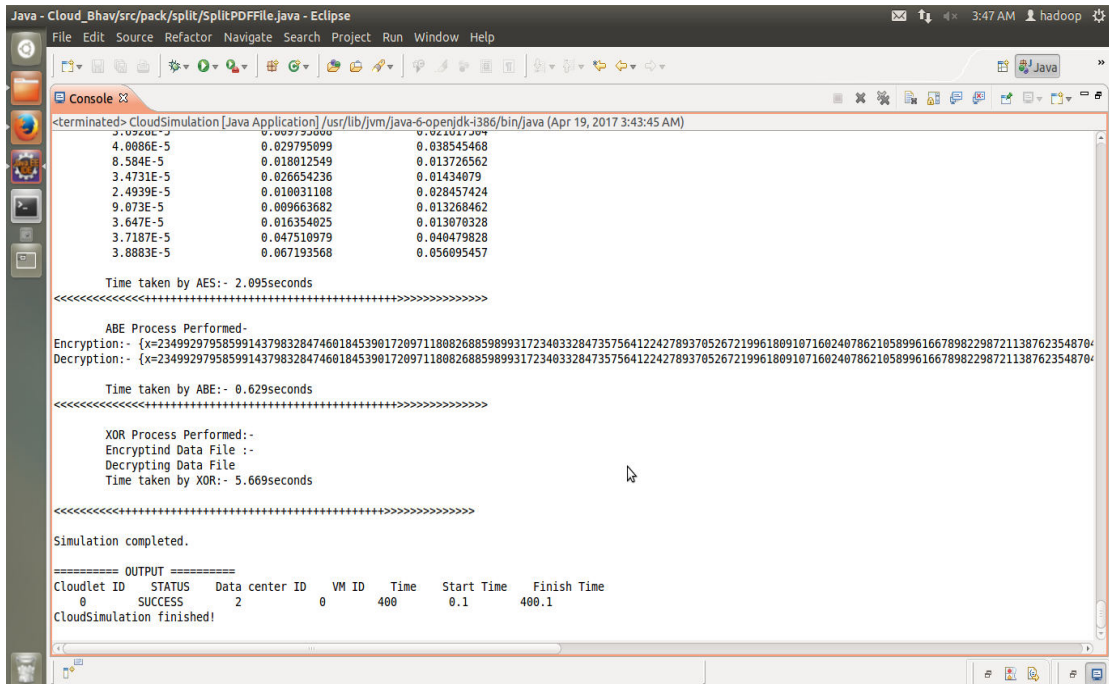 Java - Cloud_Bhav/src/pack/split/SplitPDFFile.java - Eclipse 3:47 AM hadoop
File Edit Source Refactor Navigate Search Project Run Window Help
Java »
Console
<terminated> CloudSimulation [Java Application] /usr/lib/jvm/java-6-openjdk-i386/bin/java (Apr 19, 2017 3:43:45 AM)
4.0086E-5 0.029795099 0.038545468
8.584E-5 0.018012549 0.013726562
3.4731E-5 0.026654236 0.01434079
2.4939E-5 0.010031108 0.028457424
9.073E-5 0.009663682 0.013268462
3.647E-5 0.016354025 0.013070328
3.7187E-5 0.047510979 0.040479828
3.8883E-5 0.067193568 0.056095457
Time taken by AES:- 2.095seconds
<<<<<<<<<<<<<<+++++++++++++++++++++++++++++++++++++++>>>>>>>>>>>>>>
ABE Process Performed-
Encryption:- {x=2349929795859914379832847460184539017209711808268859899317234033284735756412242789370526721996180910716024078621058996166789822987211387623548704
Decryption:- {x=2349929795859914379832847460184539017209711808268859899317234033284735756412242789370526721996180910716024078621058996166789822987211387623548704
Time taken by ABE:- 0.629seconds
<<<<<<<<<<<<<<+++++++++++++++++++++++++++++++++++++++>>>>>>>>>>>>>>
XOR Process Performed:-
Encryptind Data File :-
Decrypting Data File
Time taken by XOR:- 5.669seconds
<<<<<<<<<<+++++++++++++++++++++++++++++++++++++++++>>>>>>>>>>>>>>
Simulation completed.
========== OUTPUT ==========
Cloudlet ID STATUS Data center ID VM ID Time Start Time Finish Time
0 SUCCESS 2 0 400 0.1 400.1
CloudSimulation finished!